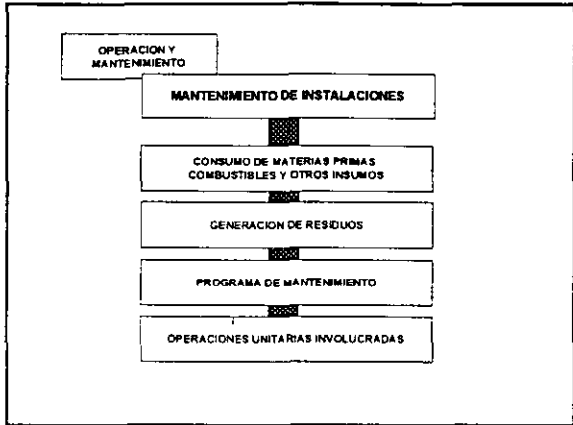 OPERACION Y
MANTENIMIENTO
MANTENIMIENTO DE INSTALACIONES
CONSUMO DE MATERIAS PRIMAS
COMBUSTIBLES Y OTROS INSUMOS
GENERACION DE RESIDUOS
PROGRAMA DE MANTENIMIENTO
OPERACIONES UNITARIAS INVOLUCRADAS